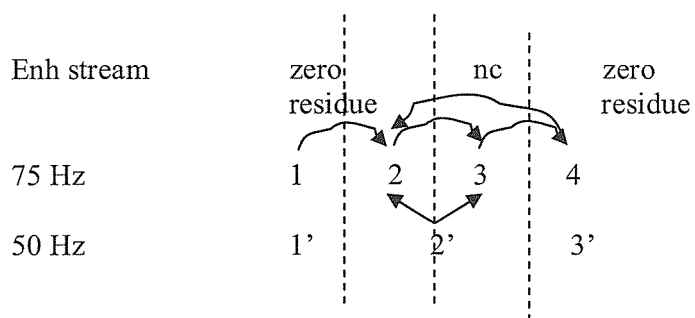 Enh stream zero nc zero
residue residue
75 Hz 1 2 3 4
50 Hz 1’ 2’ 3’